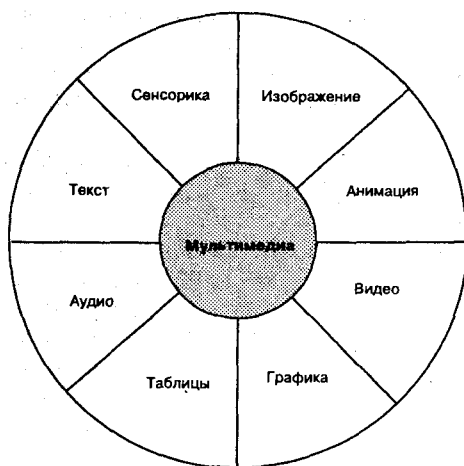 Сенсорика
Изображение
Текст
Анимация
Мультимедиа
Аудио
Видео
Таблицы
Графика